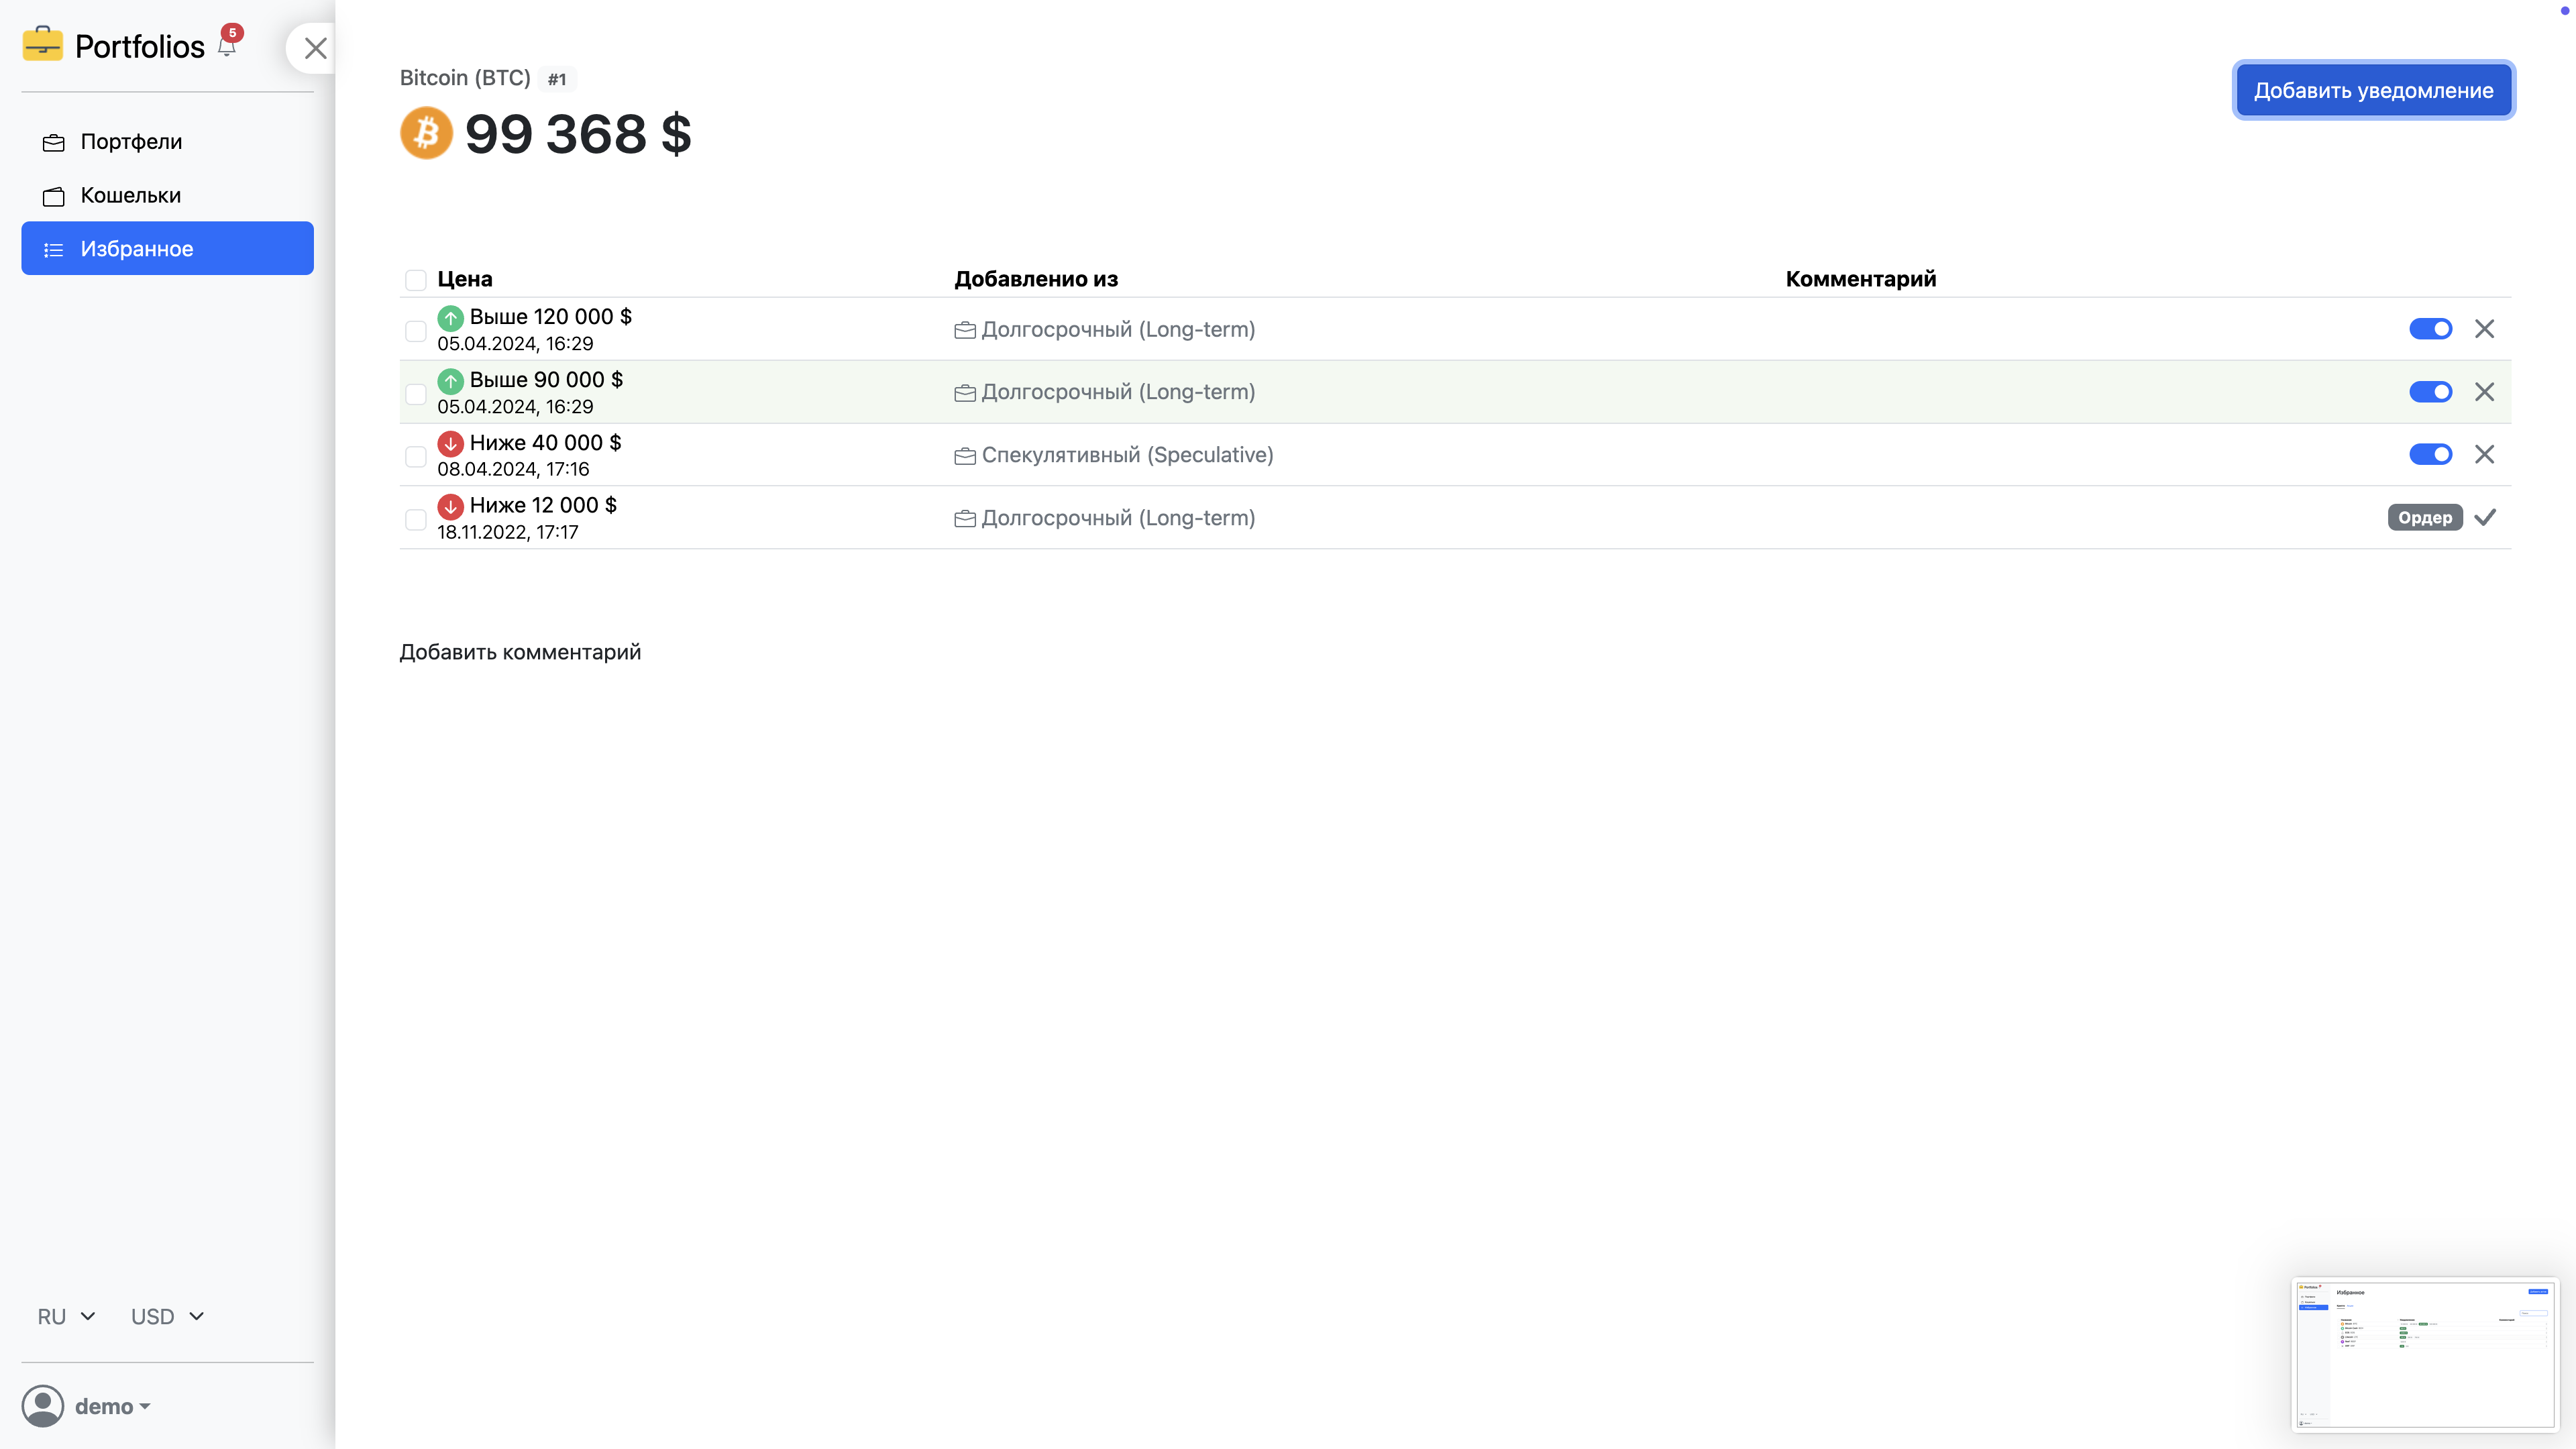 Portfolios
5
Портфели
Кошельки
Избранное
Bitcoin (BTC) #1
99 368 $
Добавить уведомление
Цена Добавленио из Комментарий
Выше 120 000 $
05.04.2024, 16:29
Долгосрочный (Long-term)
Выше 90 000 $
05.04.2024, 16:29
Долгосрочный (Long-term)
Ниже 40 000 $
08.04.2024, 17:16
Спекулятивный (Speculative)
Ниже 12 000 $
18.11.2022, 17:17
Долгосрочный (Long-term)
Ордер
Добавить комментарий
RU USD
demo
Избранное